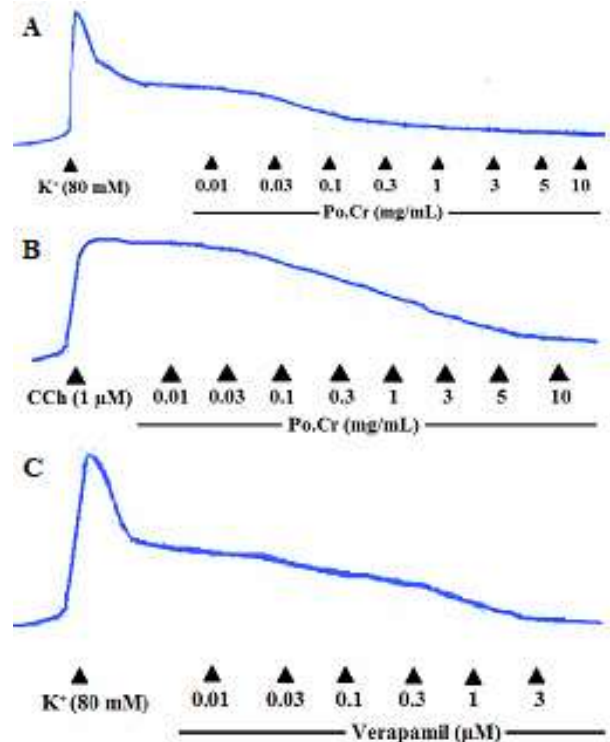 A
K⁺ (80 mM) 0.01 0.03 0.1 0.3 1 3 5 10
Po.Cr (mg/mL)
B
CCh (1 µM) 0.01 0.03 0.1 0.3 1 3 5 10
Po.Cr (mg/mL)
C
K⁺ (80 mM) 0.01 0.03 0.1 0.3 1 3
Verapamil (µM)